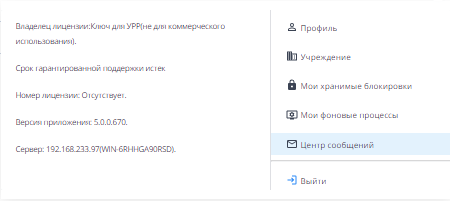 Владелец лицензии:Ключ для УРР(не для коммерческого
использования).
Срок гарантированной поддержки истек
Номер лицензии: Отсутствует.
Версия приложения: 5.0.0.670.
Сервер: 192.168.233.97(WIN-6RHHGA90RSD).
Профиль
Учреждение
Мои хранимые блокировки
Мои фоновые процессы
Центр сообщений
Выйти